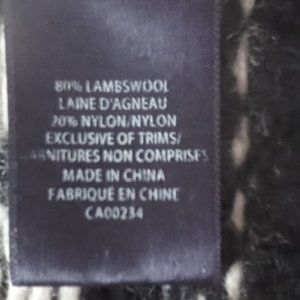 80% LAMBSWOOL
LAINE D'AGNEAU
20% NYLON/NYLON
EXCLUSIVE OF TRIMS/
GARNITURES NON COMPRISES
MADE IN CHINA
FABRIQUE EN CHINE
CA00234